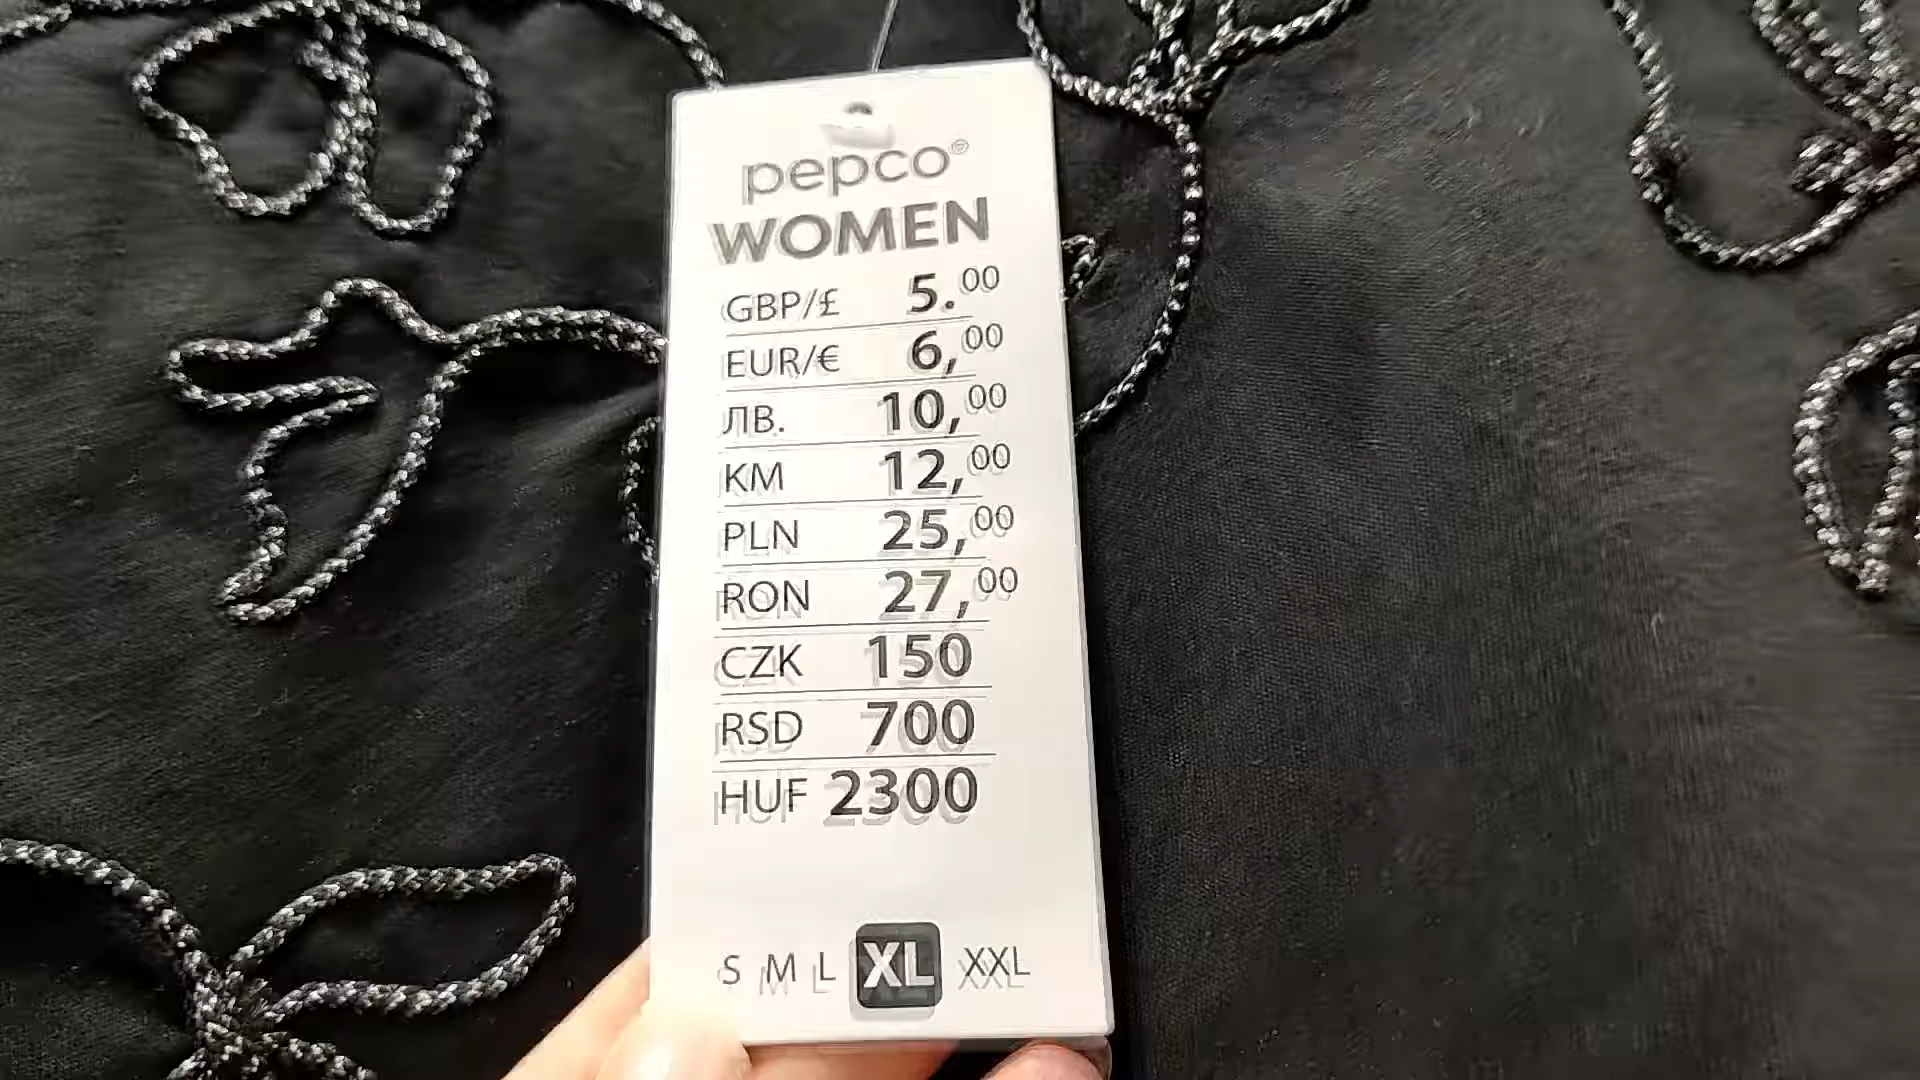 pepco®
WOMEN
GBP/£ 5.00
EUR/€ 6,00
ЛВ. 10,00
KM 12,00
PLN 25,00
RON 27,00
CZK 150
RSD 700
HUF 2300
S M L XL XXL